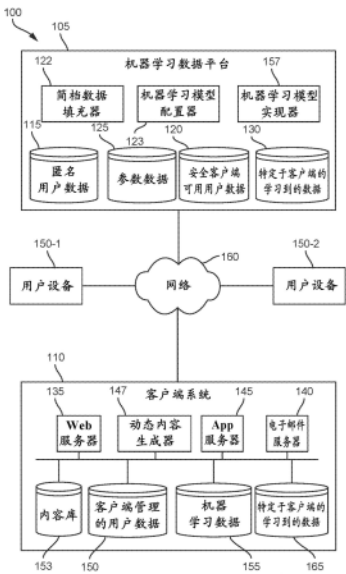 100
105
机器学习数据平台
122
157
简档数据
填充器
机器学习模型
配置器
机器学习模型
实现器
115
125
123
120
130
匿名
用户数据
参数数据
安全客户端
可用用户数据
特定于客户端的
学习到的数据
150-1
160
150-2
用户设备
网络
用户设备
110
客户端系统
135
147
145
140
Web
服务器
动态内容
生成器
App
服务器
电子邮件
服务器
内容库
客户端管理
的用户数据
机器
学习数据
特定于客户端的
学习到的数据
153
150
155
165